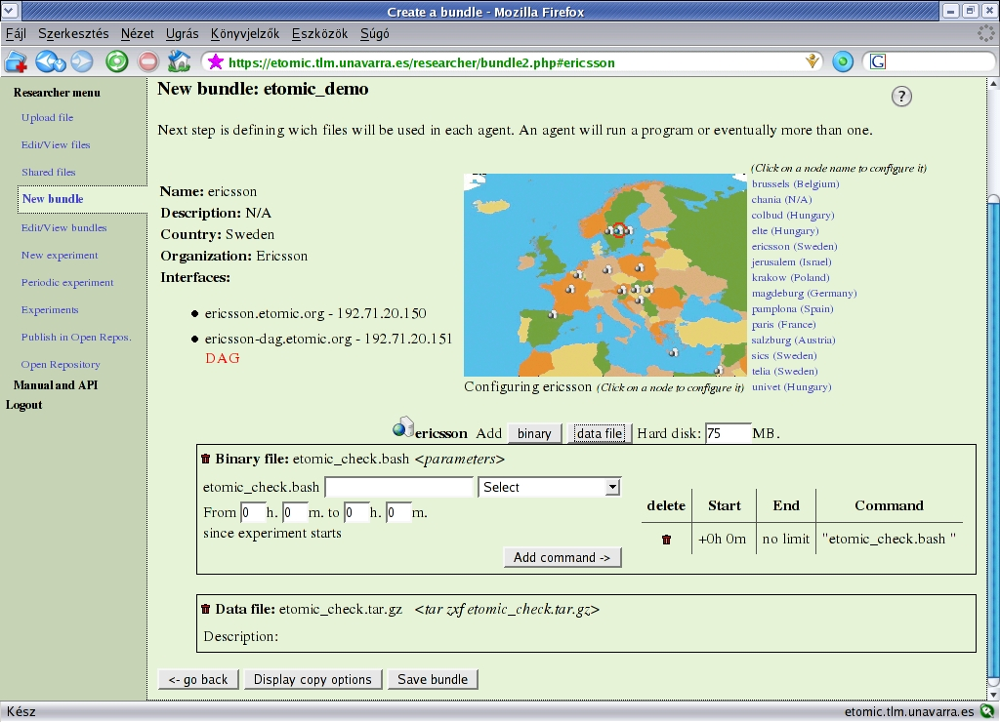 Create a bundle - Mozilla Firefox
Fájl Szerkesztés Nézet Ugrás Könyvjelzők Eszközök Súgó
https://etomic.tlm.unavarra.es/researcher/bundle2.php#ericsson
G
Researcher menu
Upload file
Edit/View files
Shared files
New bundle
Edit/View bundles
New experiment
Periodic experiment
Experiments
Publish in Open Repos.
Open Repository
Manual and API
Logout
New bundle: etomic_demo
?
Next step is defining wich files will be used in each agent. An agent will run a program or eventually more than one.
Name: ericsson
Description: N/A
Country: Sweden
Organization: Ericsson
Interfaces:
ericsson.etomic.org - 192.71.20.150
ericsson-dag.etomic.org - 192.71.20.151
DAG
Configuring ericsson (Click on a node to configure it)
(Click on a node name to configure it)
brussels (Belgium)
chania (N/A)
colbud (Hungary)
elte (Hungary)
ericsson (Sweden)
jerusalem (Israel)
krakow (Poland)
magdeburg (Germany)
pamplona (Spain)
paris (France)
salzburg (Austria)
sics (Sweden)
telia (Sweden)
univet (Hungary)
ericsson Add binary data file Hard disk: 75 MB.
Binary file: etomic_check.bash <parameters>
etomic_check.bash Select
From 0 h. 0 m. to 0 h. 0 m.
since experiment starts
Add command ->
delete Start End Command
+0h 0m no limit "etomic_check.bash "
Data file: etomic_check.tar.gz <tar zxf etomic_check.tar.gz>
Description:
<- go back Display copy options Save bundle
Kész etomic.tlm.unavarra.es